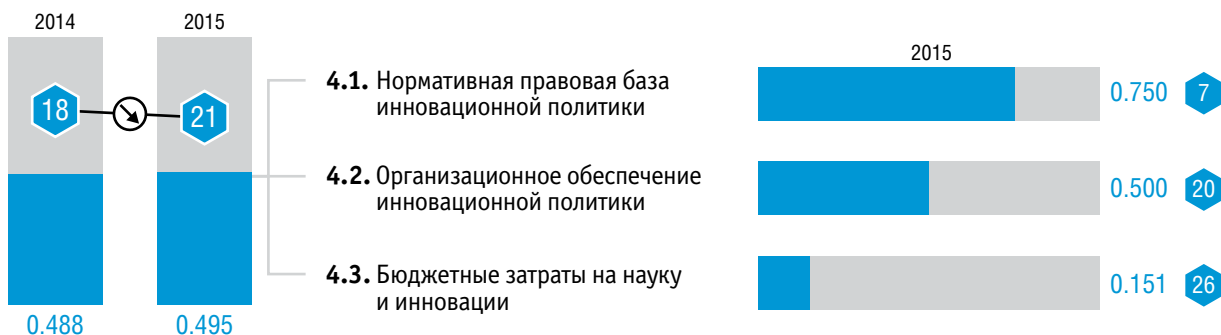 2014
2015
18
21
0.488
0.495
4.1. Нормативная правовая база
инновационной политики
4.2. Организационное обеспечение
инновационной политики
4.3. Бюджетные затраты на науку
и инновации
2015
0.750 7
0.500 20
0.151 26